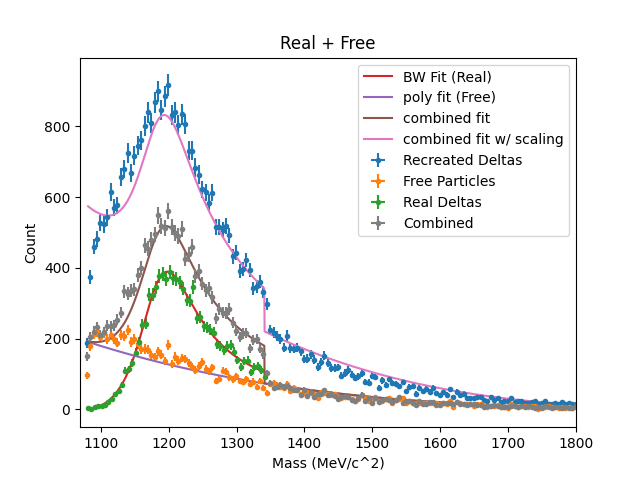 Real + Free
BW Fit (Real)
poly fit (Free)
combined fit
combined fit w/ scaling
Recreated Deltas
Free Particles
Real Deltas
Combined
Count
800
600
400
200
0
1100 1200 1300 1400 1500 1600 1700 1800
Mass (MeV/c^2)